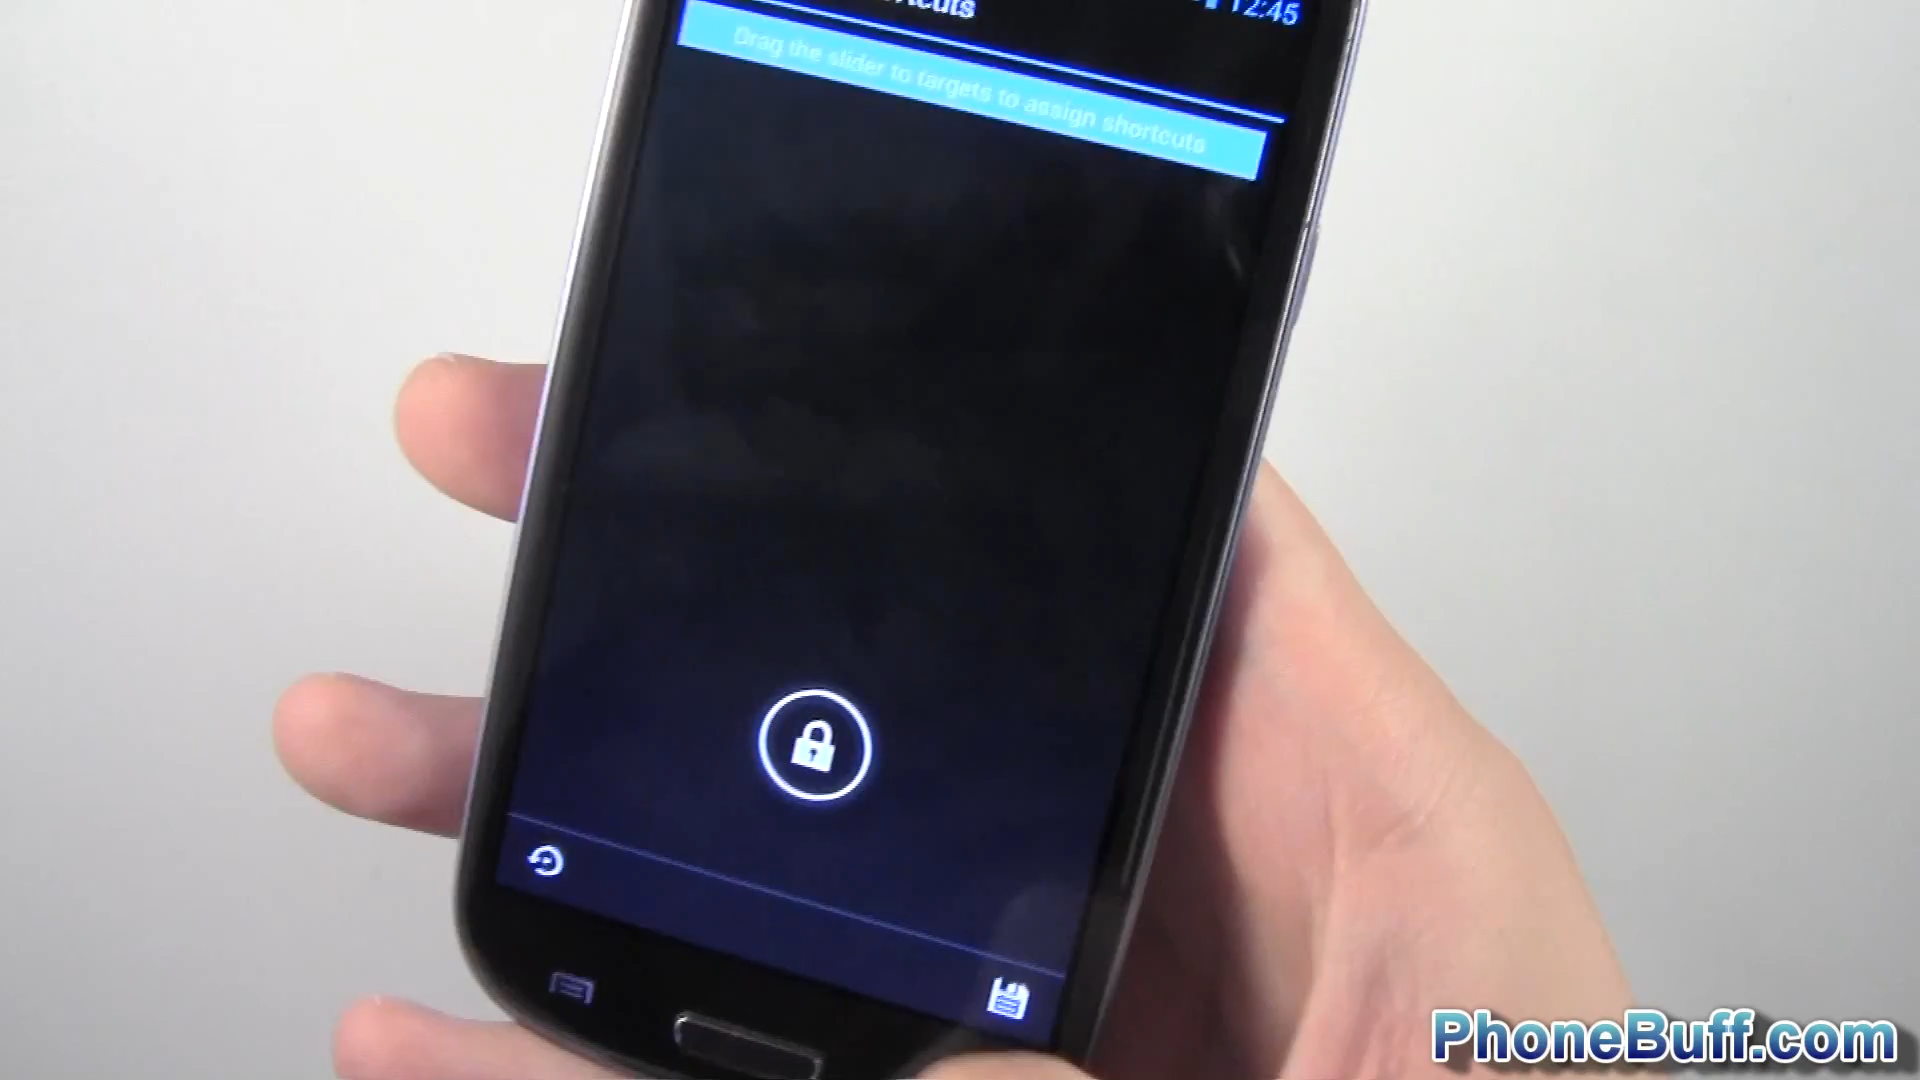 12:45
Drag the slider to targets to assign shortcuts
PhoneBuff.com